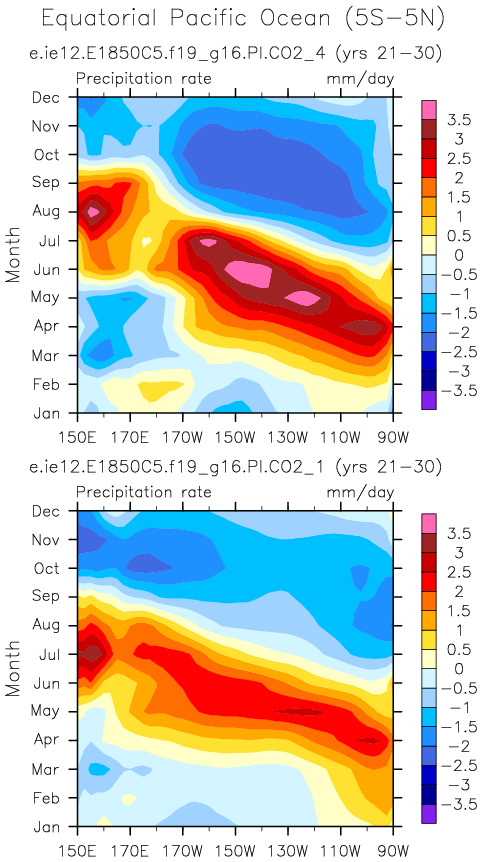 Equatorial Pacific Ocean (5S-5N)
e.ie12.E1850C5.f19_g16.PI.CO2_4 (yrs 21-30)
Precipitation rate mm/day
Dec
Nov
Oct
Sep
Aug
Jul
Jun
May
Apr
Mar
Feb
Jan
Month
150E 170E 170W 150W 130W 110W 90W
3.5
3
2.5
2
1.5
1
0.5
0
-0.5
-1
-1.5
-2
-2.5
-3
-3.5
e.ie12.E1850C5.f19_g16.PI.CO2_1 (yrs 21-30)
Precipitation rate mm/day
Dec
Nov
Oct
Sep
Aug
Jul
Jun
May
Apr
Mar
Feb
Jan
Month
150E 170E 170W 150W 130W 110W 90W
3.5
3
2.5
2
1.5
1
0.5
0
-0.5
-1
-1.5
-2
-2.5
-3
-3.5